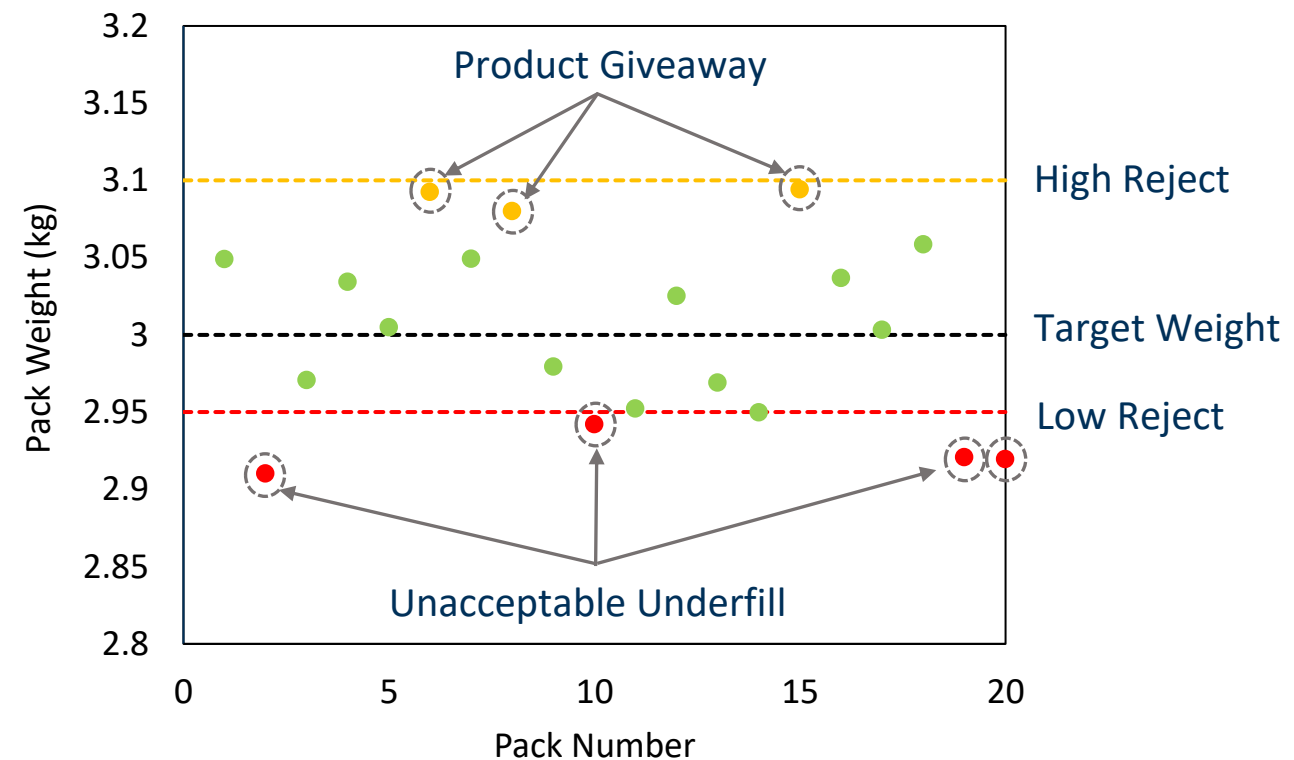 3.2
Product Giveaway
3.15
3.1
High Reject
3.05
3
Target Weight
2.95
Low Reject
2.9
2.85
Unacceptable Underfill
2.8
0 5 10 15 20
Pack Number
Pack Weight (kg)